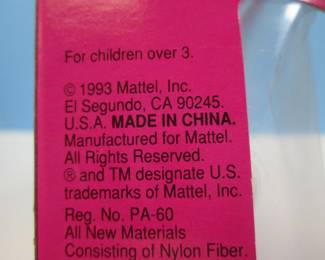 For children over 3.
© 1993 Mattel, Inc.
El Segundo, CA 90245.
U.S.A. MADE IN CHINA.
Manufactured for Mattel.
All Rights Reserved.
® and TM designate U.S.
trademarks of Mattel, Inc.
Reg. No. PA-60
All New Materials
Consisting of Nylon Fiber.